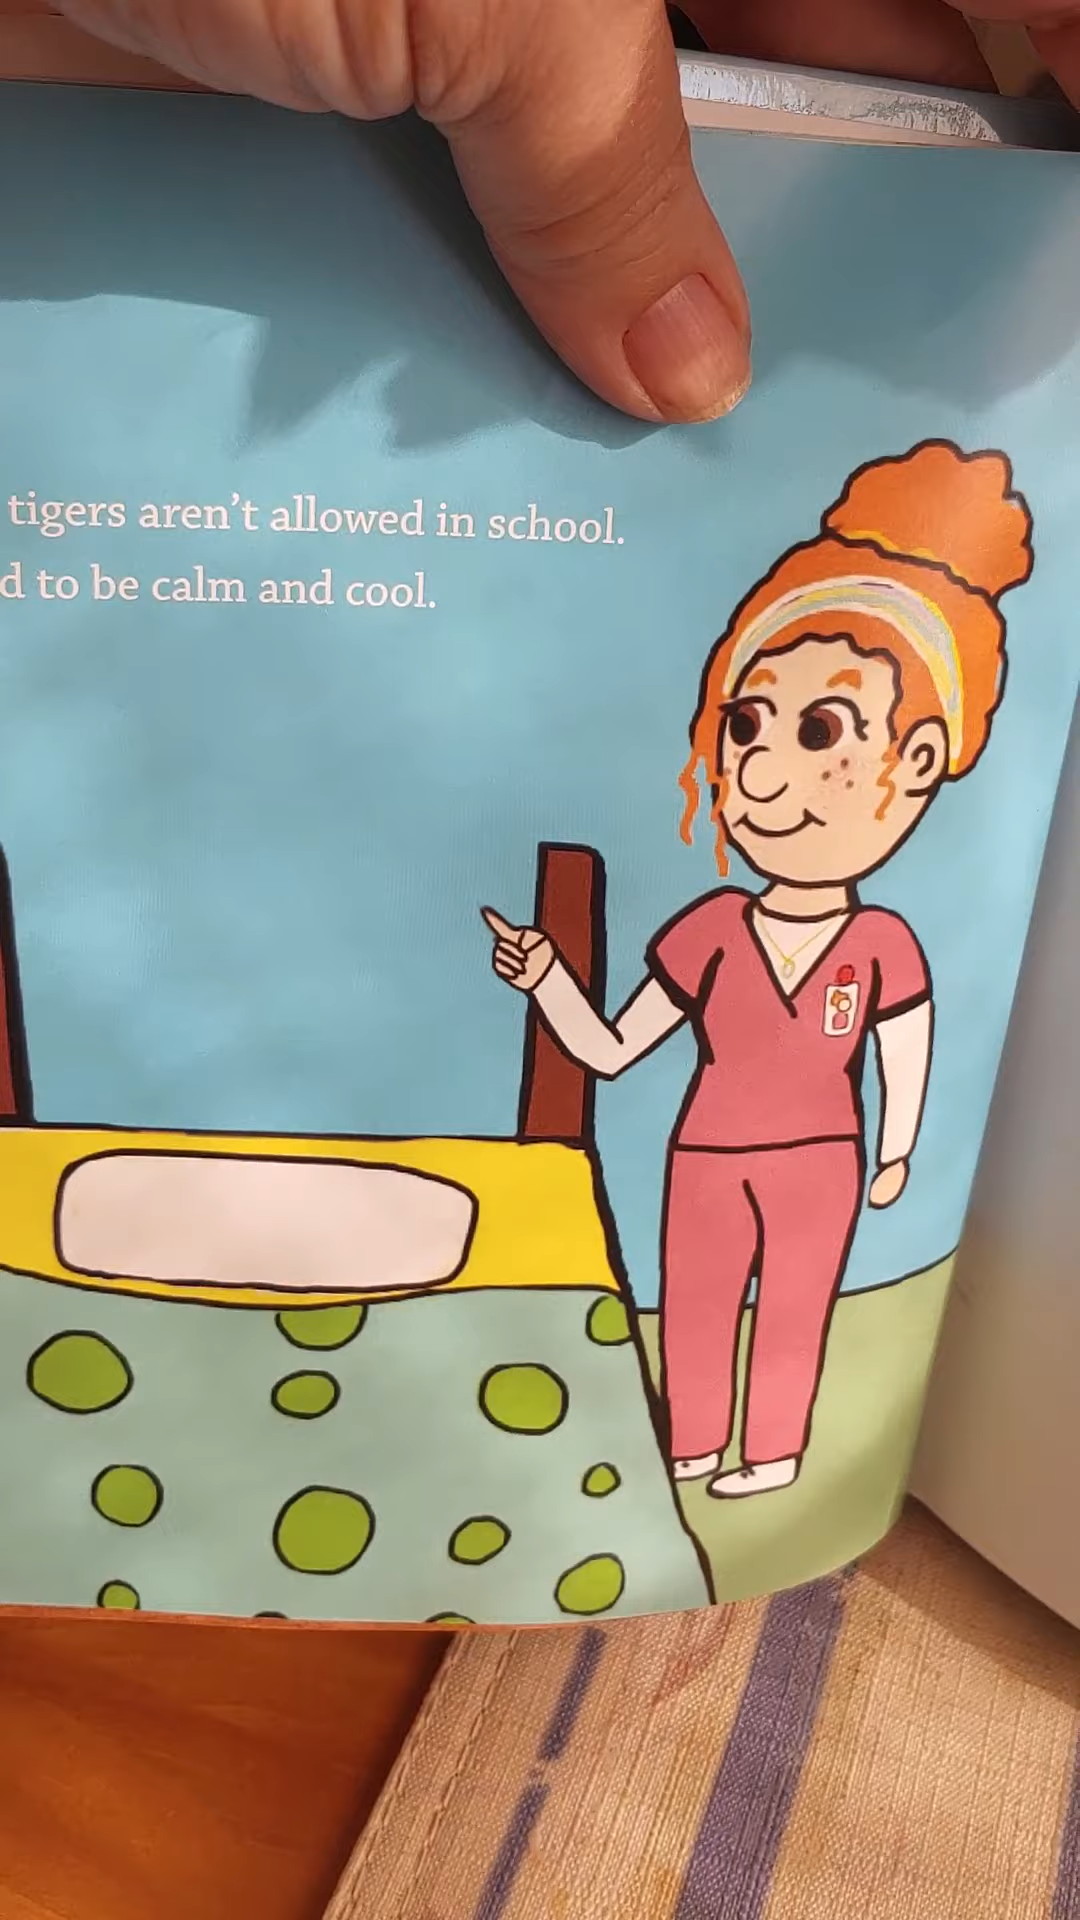 tigers aren't allowed in school.
to be calm and cool.